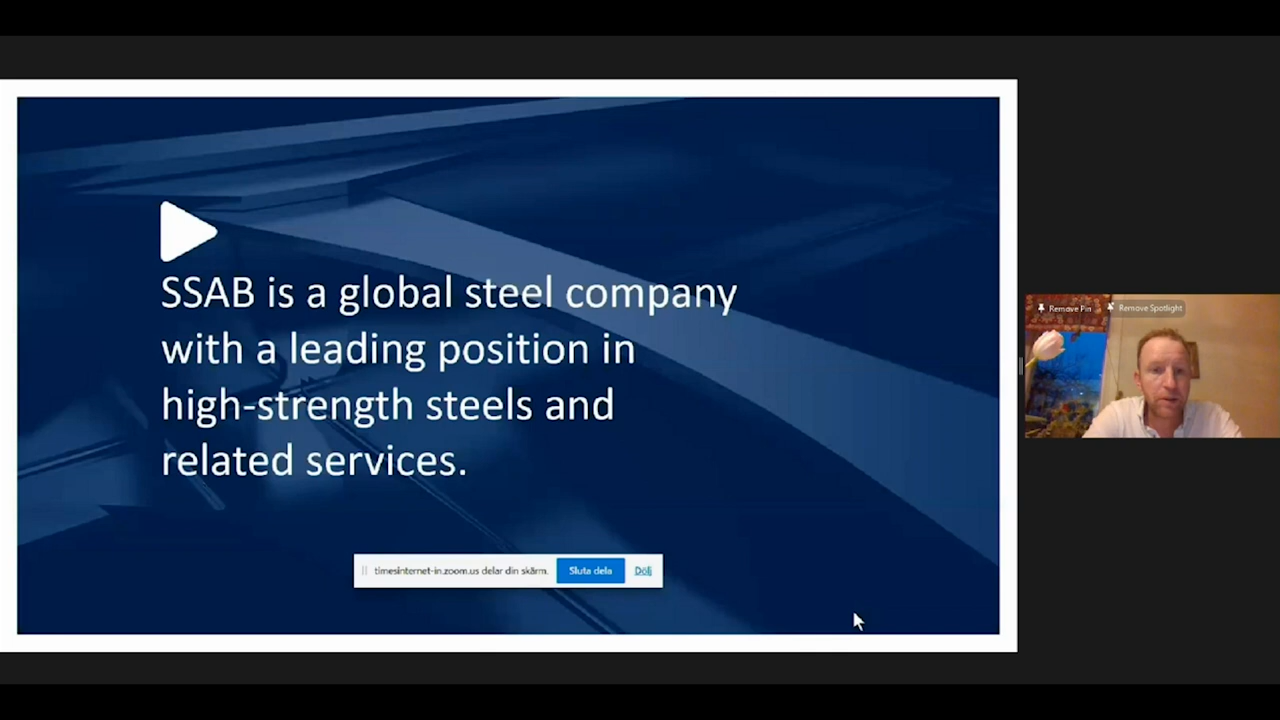 SSAB is a global steel company
with a leading position in
high-strength steels and
related services.
timesinternet-in.zoom.us delar din skärm.
Sluta dela
Dölj
Remove Pin
Remove Spotlight